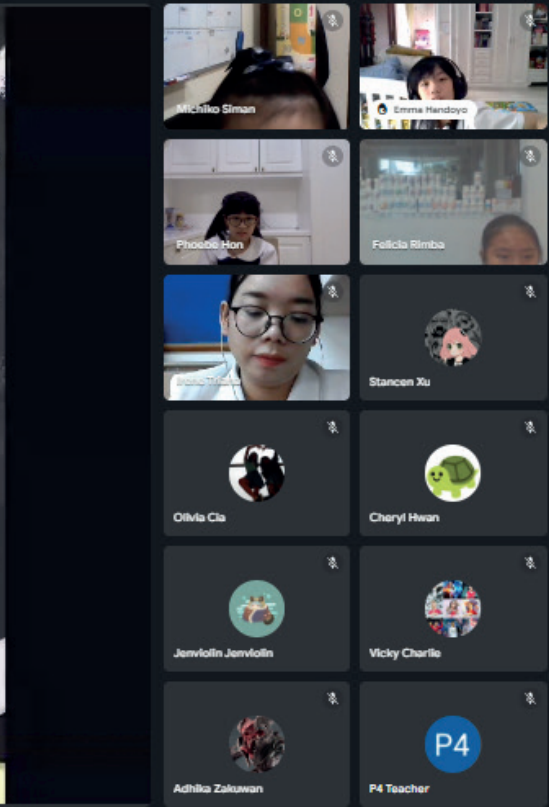 Michiko Siman
Emma Handoyo
Phoebe Hon
Felicia Rimba
Stancen Xu
Olivia Cia
Cheryl Hwan
Jenviolin Jenviolin
Vicky Charlie
Adhika Zakuwan
P4
P4 Teacher